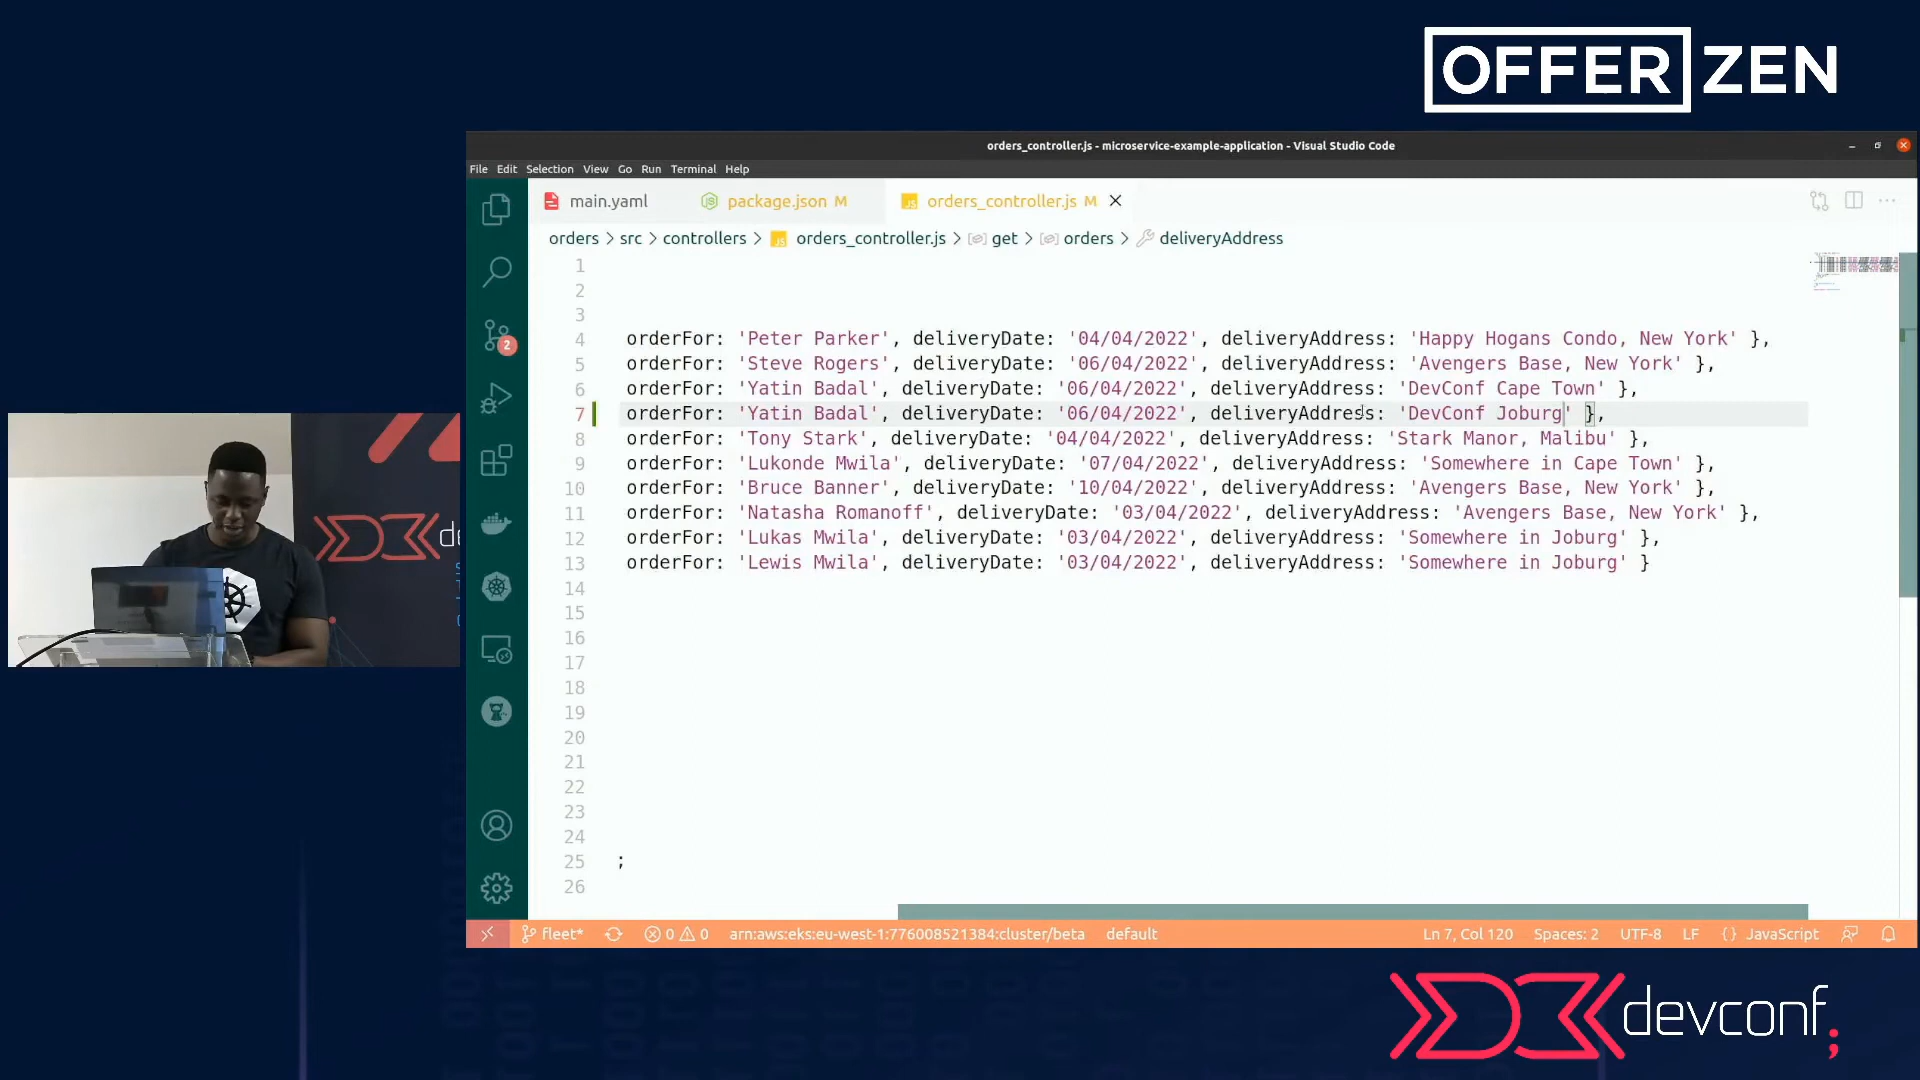 OFFERZEN
orders_controller.js - microservice-example-application - Visual Studio Code
File Edit Selection View Go Run Terminal Help
main.yaml package.json M orders_controller.js M
orders > src > controllers > orders_controller.js > get > orders > deliveryAddress
1
2
3
4 orderFor: 'Peter Parker', deliveryDate: '04/04/2022', deliveryAddress: 'Happy Hogans Condo, New York' },
5 orderFor: 'Steve Rogers', deliveryDate: '06/04/2022', deliveryAddress: 'Avengers Base, New York' },
6 orderFor: 'Yatin Badal', deliveryDate: '06/04/2022', deliveryAddress: 'DevConf Cape Town' },
7 orderFor: 'Yatin Badal', deliveryDate: '06/04/2022', deliveryAddress: 'DevConf Joburg' },
8 orderFor: 'Tony Stark', deliveryDate: '04/04/2022', deliveryAddress: 'Stark Manor, Malibu' },
9 orderFor: 'Lukonde Mwila', deliveryDate: '07/04/2022', deliveryAddress: 'Somewhere in Cape Town' },
10 orderFor: 'Bruce Banner', deliveryDate: '10/04/2022', deliveryAddress: 'Avengers Base, New York' },
11 orderFor: 'Natasha Romanoff', deliveryDate: '03/04/2022', deliveryAddress: 'Avengers Base, New York' },
12 orderFor: 'Lukas Mwila', deliveryDate: '03/04/2022', deliveryAddress: 'Somewhere in Joburg' },
13 orderFor: 'Lewis Mwila', deliveryDate: '03/04/2022', deliveryAddress: 'Somewhere in Joburg' }
14
15
16
17
18
19
20
21
22
23
24
25 ;
26
2
fleet* 0 0 arn:aws:eks:eu-west-1:776008521384:cluster/beta default Ln 7, Col 120 Spaces: 2 UTF-8 LF {} JavaScript
devconf;